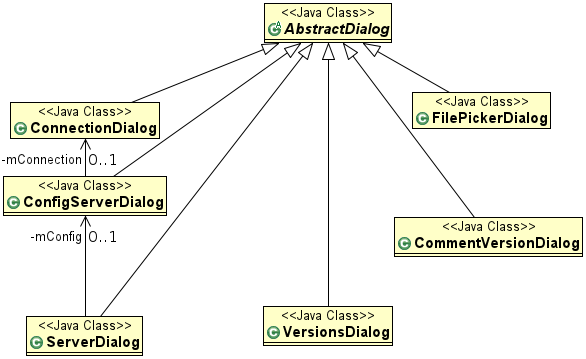 <<Java Class>>
AbstractDialog
<<Java Class>>
ConnectionDialog
<<Java Class>>
FilePickerDialog
-mConnection 0..1
<<Java Class>>
ConfigServerDialog
<<Java Class>>
CommentVersionDialog
-mConfig 0..1
<<Java Class>>
VersionsDialog
<<Java Class>>
ServerDialog